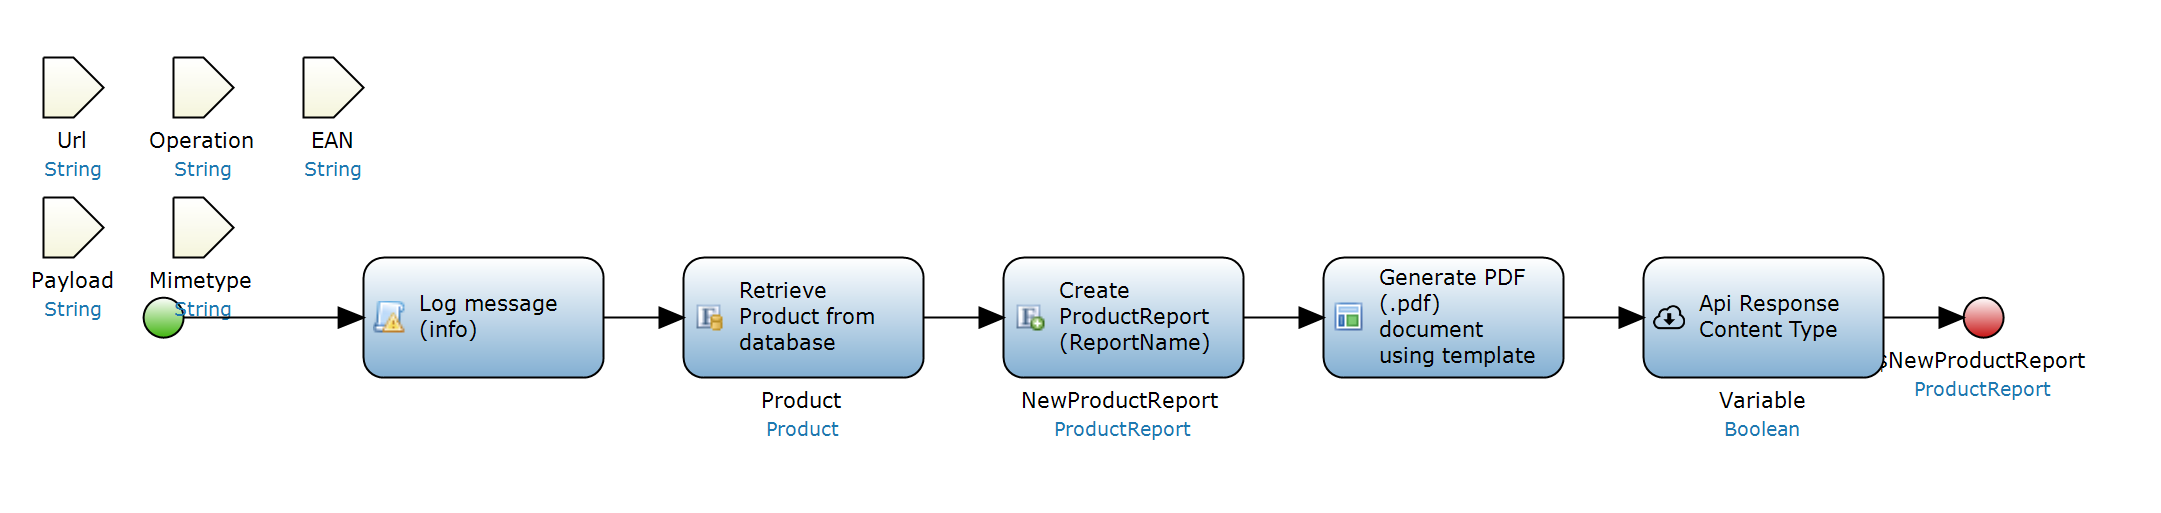 Url
String
Operation
String
EAN
String
Payload
String
Mimetype
String
Log message
(info)
Retrieve
Product from
database
Product
Product
Create
ProductReport
(ReportName)
NewProductReport
ProductReport
Generate PDF
(.pdf)
document
using template
Api Response
Content Type
Variable
Boolean
NewProductReport
ProductReport